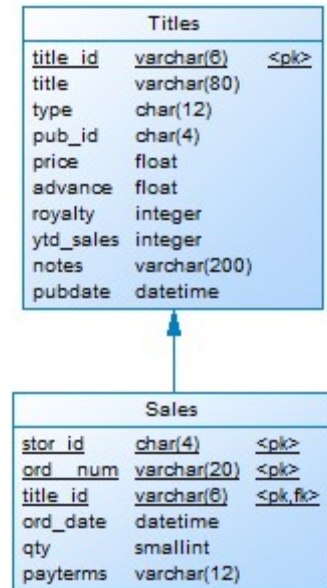 Titles
title_id varchar(6) <pk>
title varchar(80)
type char(12)
pub_id char(4)
price float
advance float
royalty integer
ytd_sales integer
notes varchar(200)
pubdate datetime
Sales
stor_id char(4) <pk>
ord_num varchar(20) <pk>
title_id varchar(6) <pk,fk>
ord_date datetime
qty smallint
payterms varchar(12)